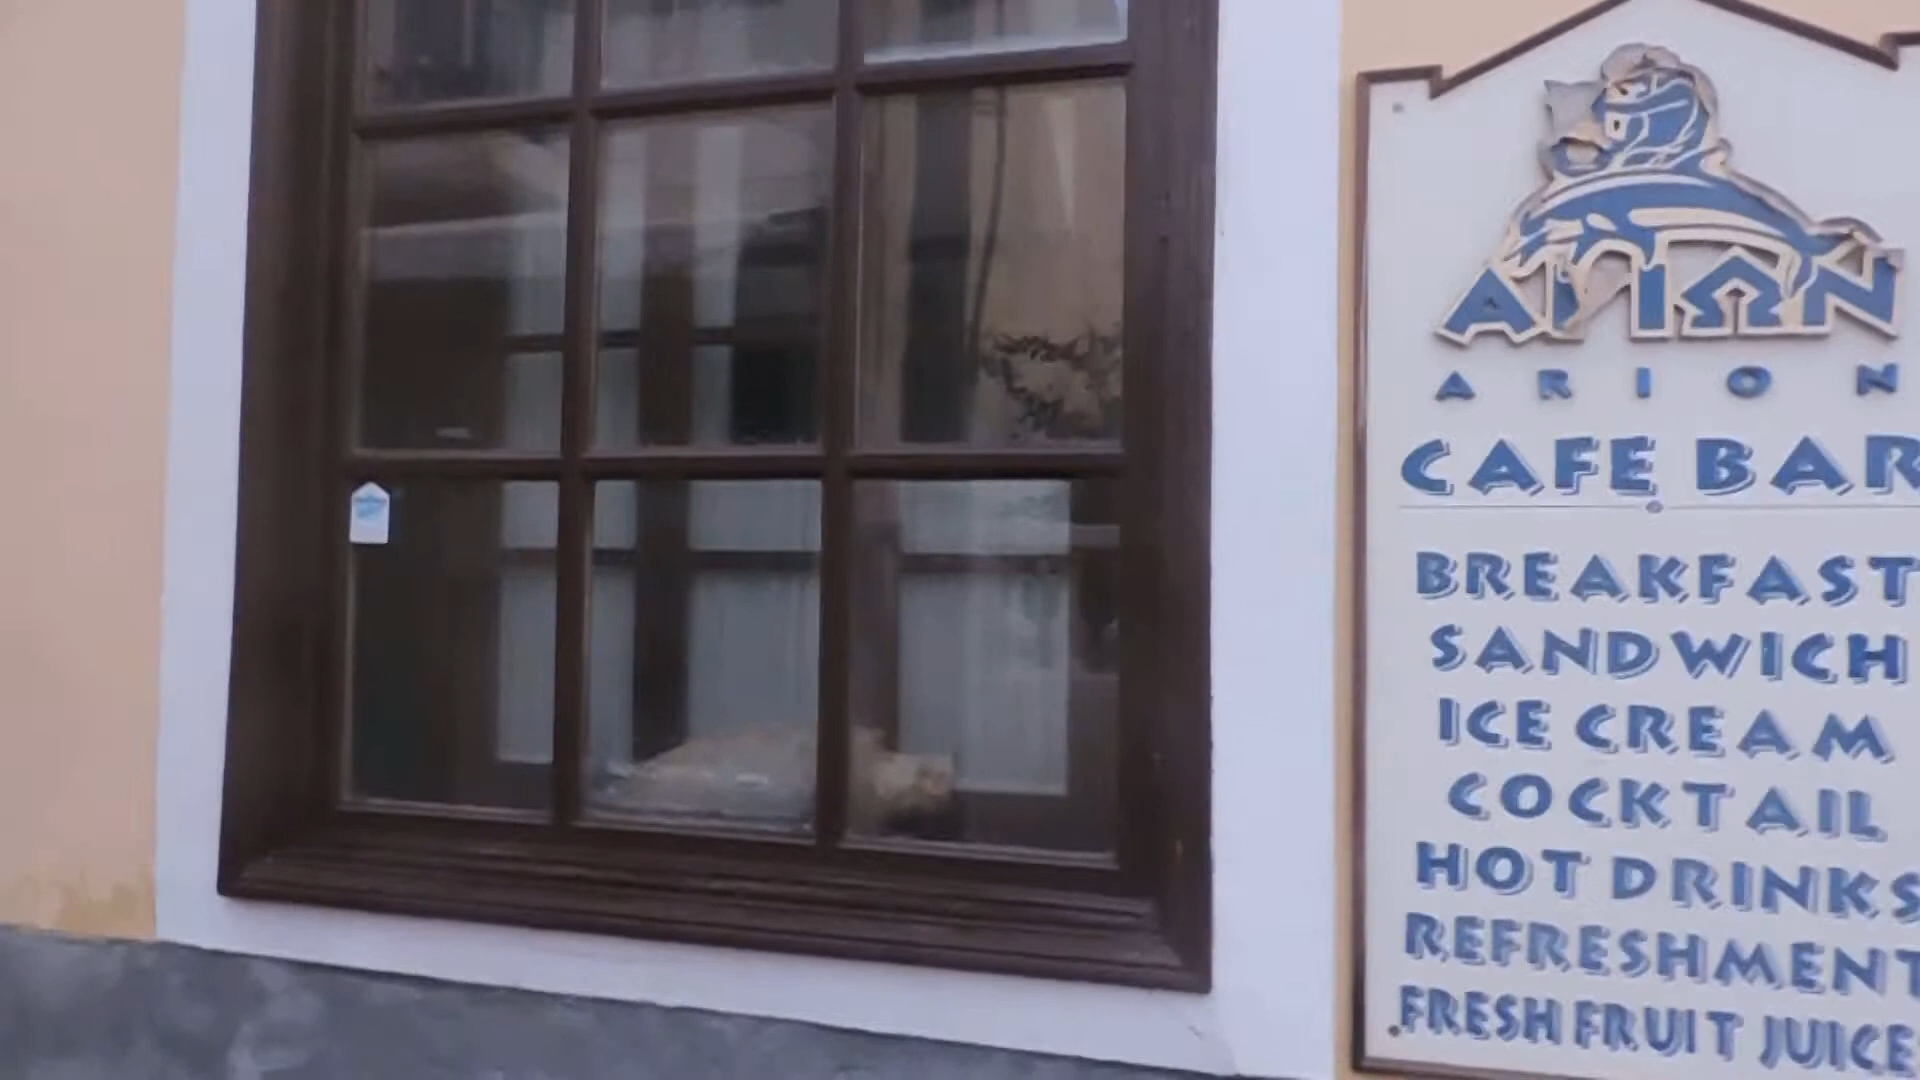 ΑΡΙΩΝ
ARION
CAFE BAR
BREAKFAST
SANDWICH
ICE CREAM
COCKTAIL
HOT DRINKS
REFRESHMENT
FRESH FRUIT JUICE